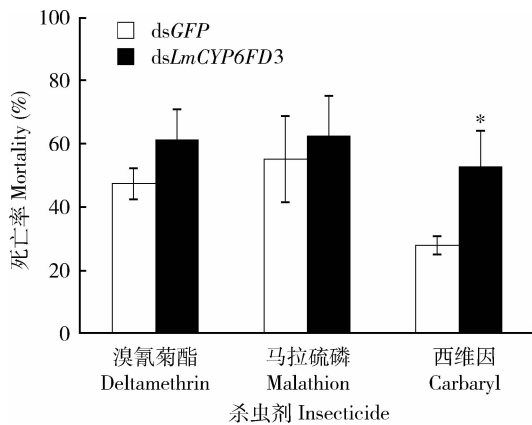 100
80
60
40
20
0
死亡率 Mortality (%)
dsGFP
dsLmCYP6FD3
*
溴氰菊酯
Deltamethrin
马拉硫磷
Malathion
西维因
Carbaryl
杀虫剂 Insecticide